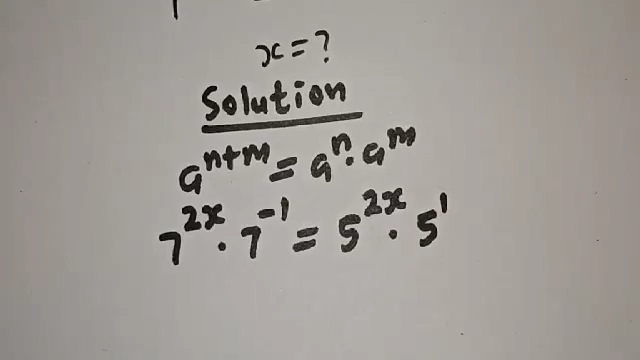 x=?
Solution
a^{n+m} = a^n · a^m
7^{2x} · 7^{-1} = 5^{2x} · 5^1